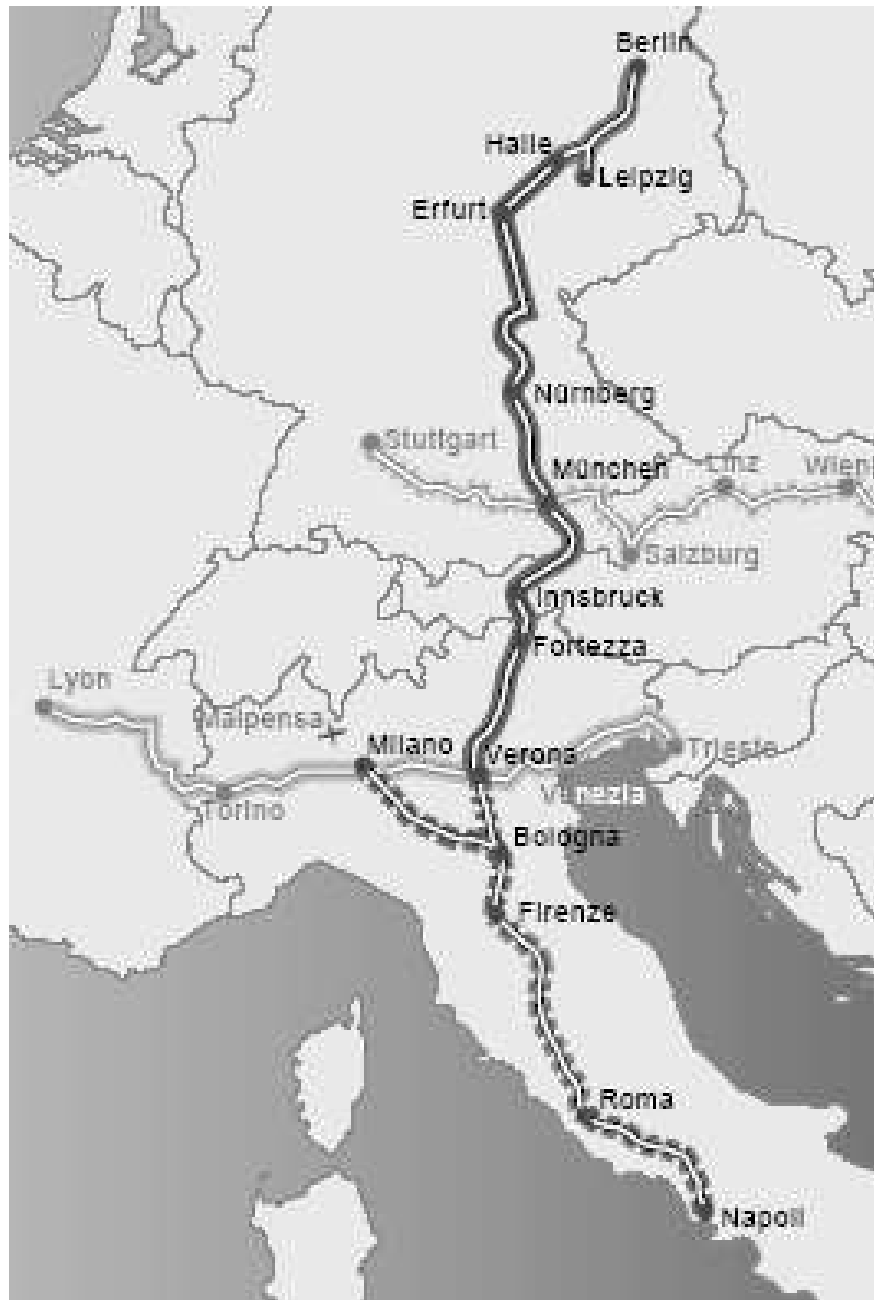 Berlin
Halle
Leipzig
Erfurt
Nürnberg
Stuttgart
München
Linz
Wien
Salzburg
Innsbruck
Fortezza
Lyon
Malpensa
Milano
Verona
Trieste
Torino
Venezia
Bologna
Firenze
Roma
Napoli